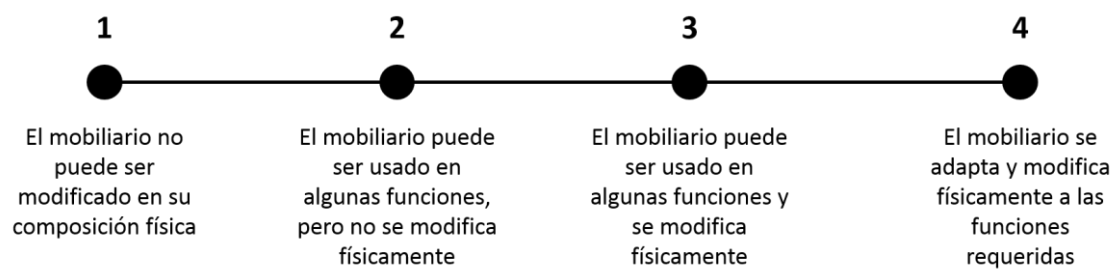 1
El mobiliario no
puede ser
modificado en su
composición física
2
El mobiliario puede
ser usado en
algunas funciones,
pero no se modifica
físicamente
3
El mobiliario puede
ser usado en
algunas funciones y
se modifica
físicamente
4
El mobiliario se
adapta y modifica
físicamente a las
funciones
requeridas